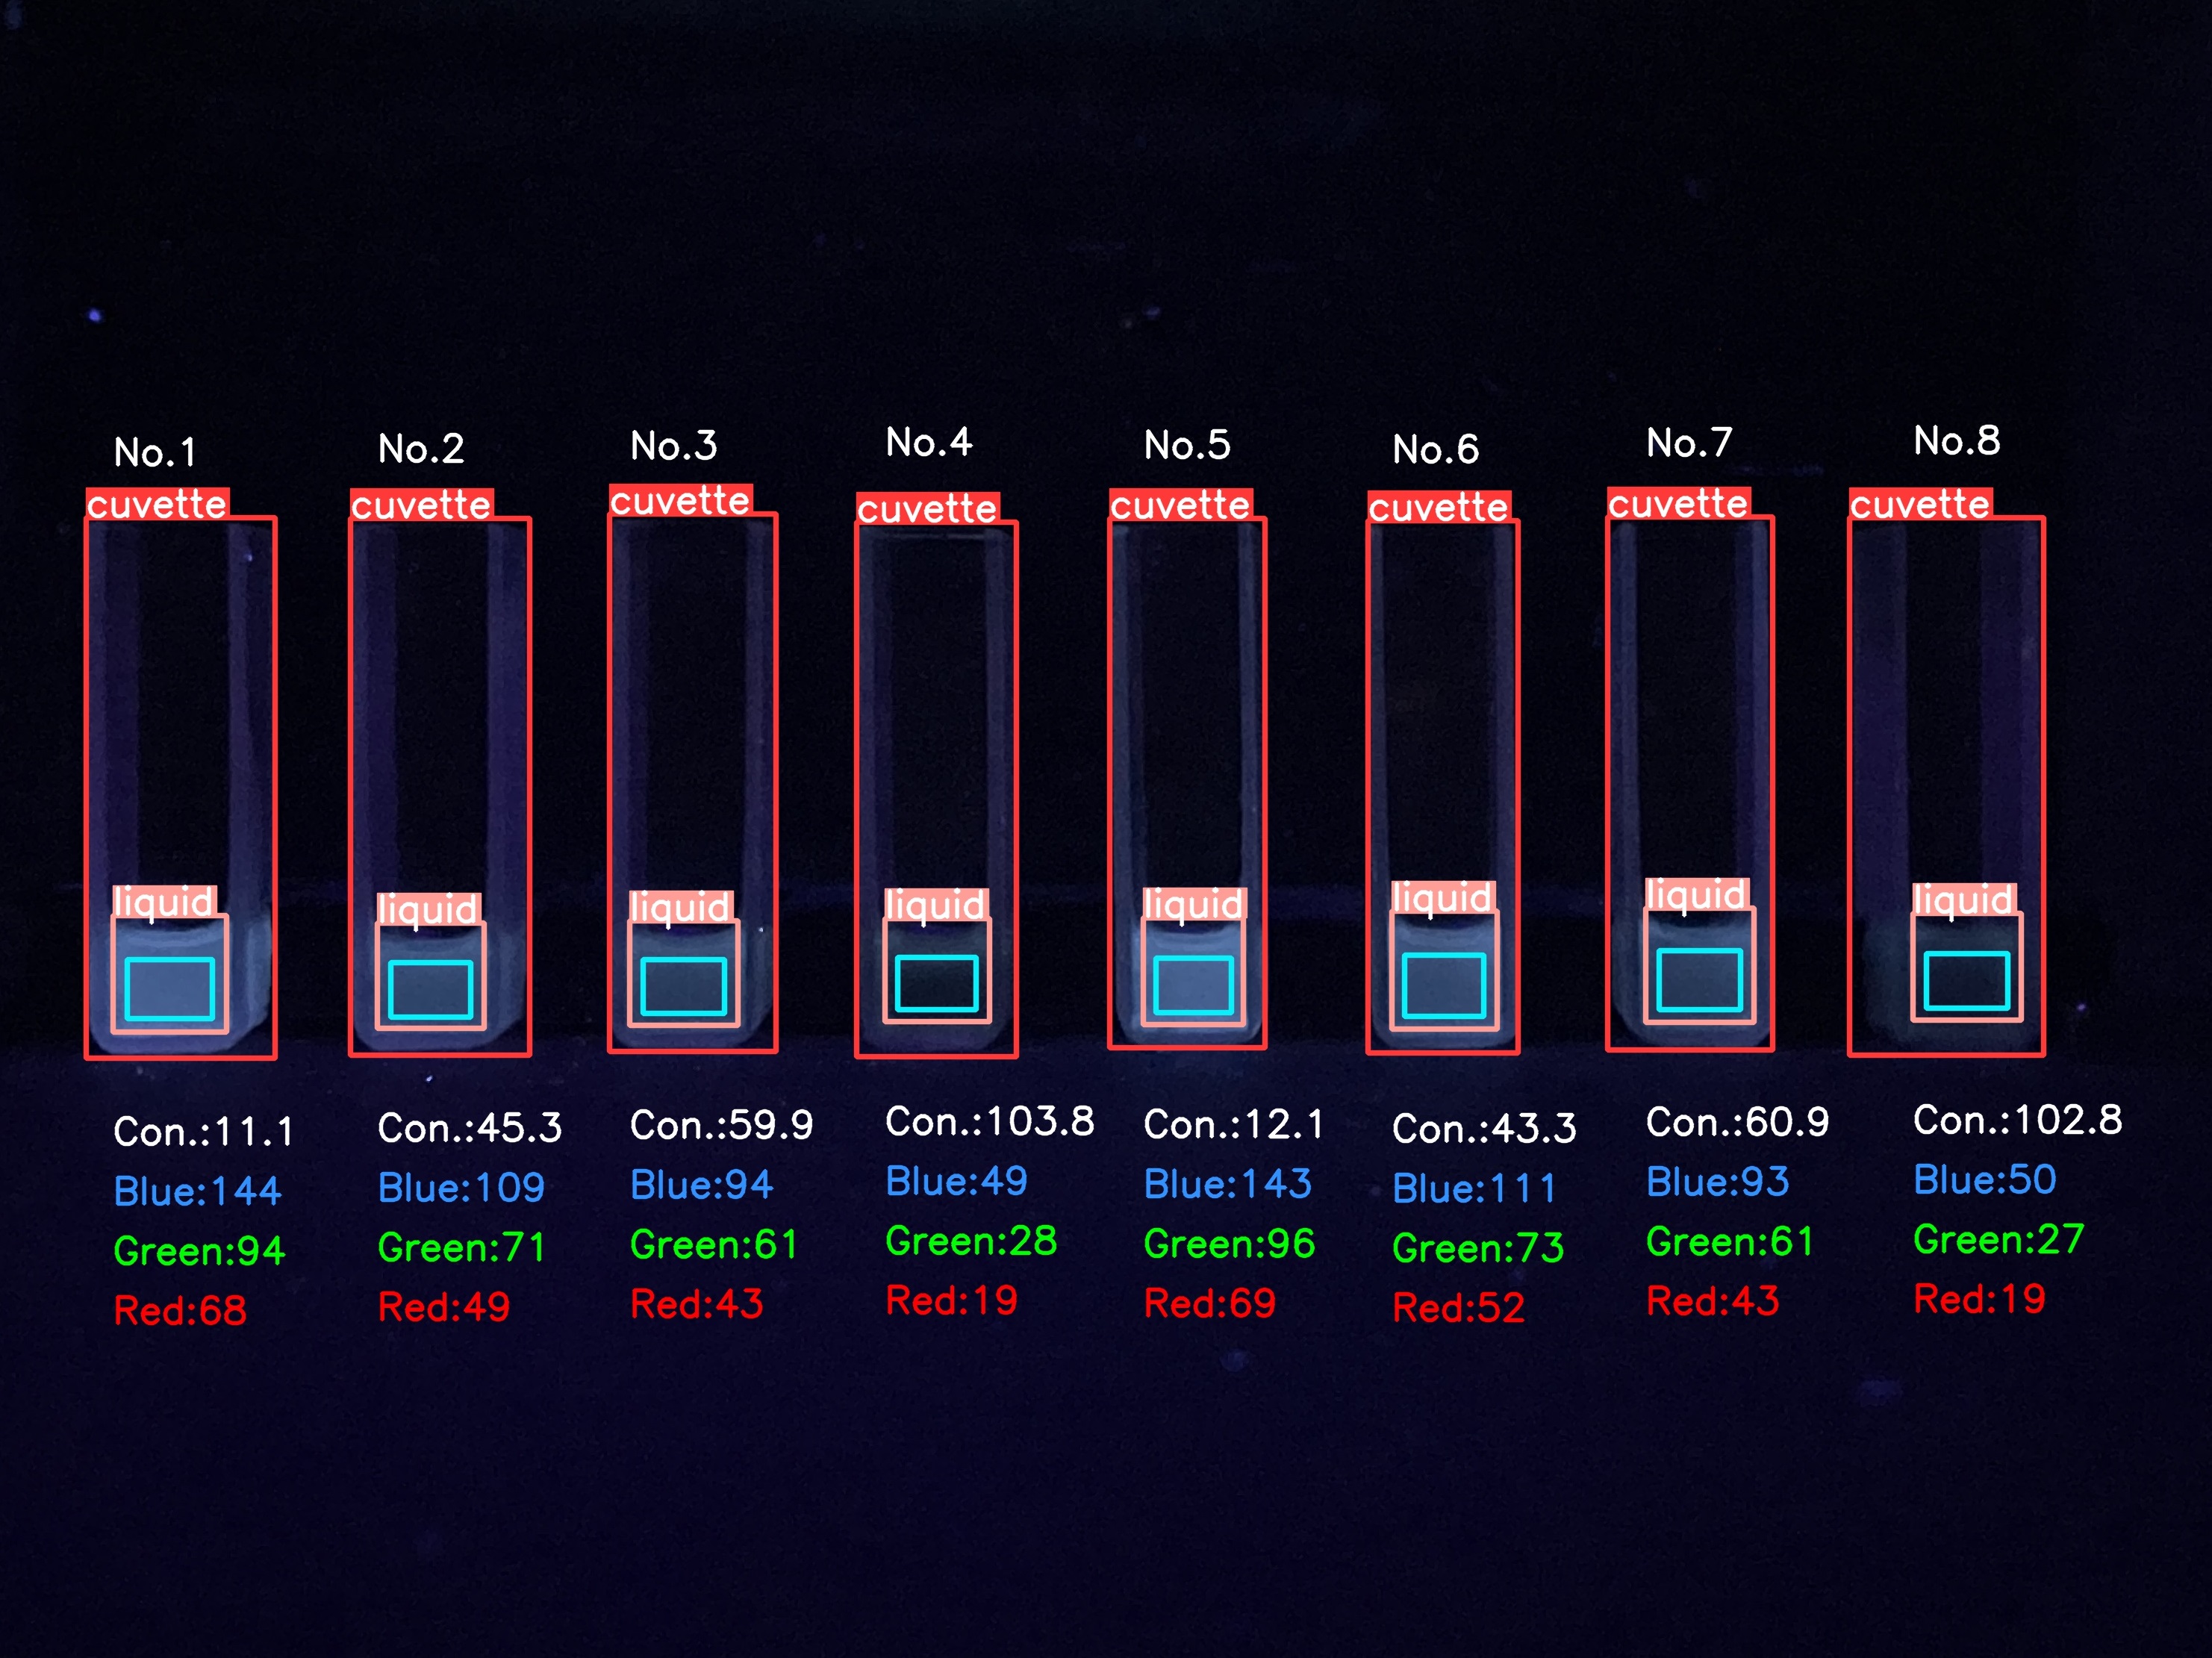 No.1 No.2 No.3 No.4 No.5 No.6 No.7 No.8
cuvette cuvette cuvette cuvette cuvette cuvette cuvette cuvette
liquid liquid liquid liquid liquid liquid liquid liquid
Con.:11.1 Con.:45.3 Con.:59.9 Con.:103.8 Con.:12.1 Con.:43.3 Con.:60.9 Con.:102.8
Blue:144 Blue:109 Blue:94 Blue:49 Blue:143 Blue:111 Blue:93 Blue:50
Green:94 Green:71 Green:61 Green:28 Green:96 Green:73 Green:61 Green:27
Red:68 Red:49 Red:43 Red:19 Red:69 Red:52 Red:43 Red:19